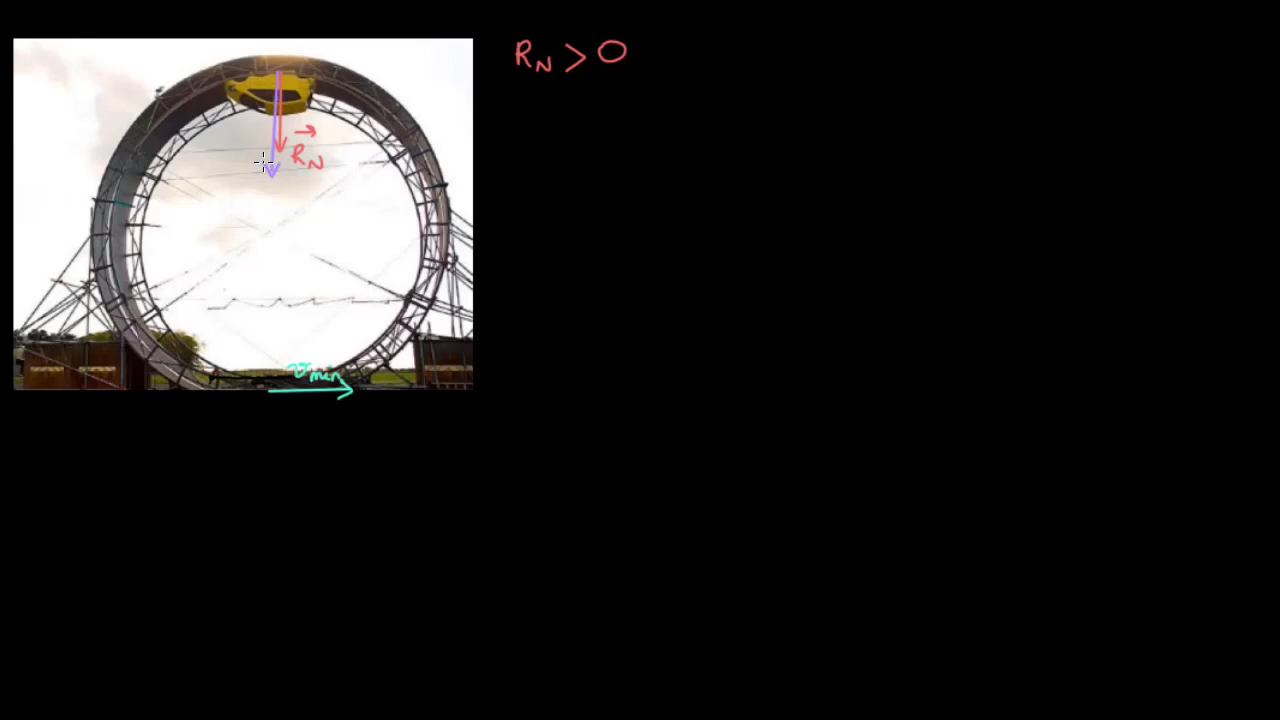 R_N > 0
→
R_N
v_min